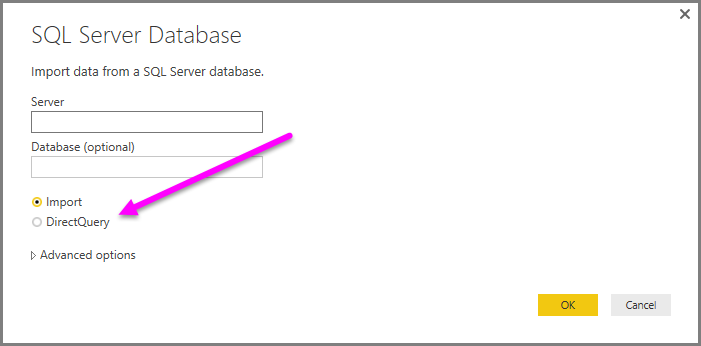 SQL Server Database
Import data from a SQL Server database.
Server
Database (optional)
Import
DirectQuery
Advanced options
OK
Cancel